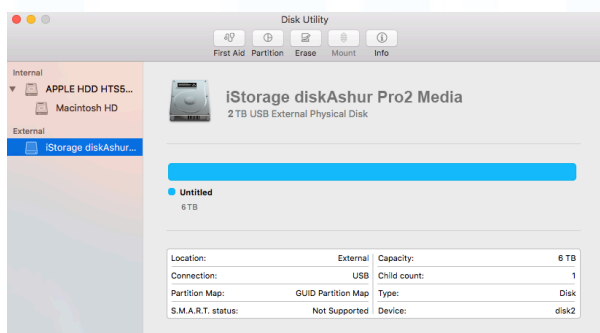 Disk Utility
First Aid Partition Erase Mount Info
Internal
APPLE HDD HTS5...
Macintosh HD
External
iStorage diskAshur...
iStorage diskAshur Pro2 Media
2 TB USB External Physical Disk
Untitled
6 TB
Location: External Capacity: 6 TB
Connection: USB Child count: 1
Partition Map: GUID Partition Map Type: Disk
S.M.A.R.T. status: Not Supported Device: disk2